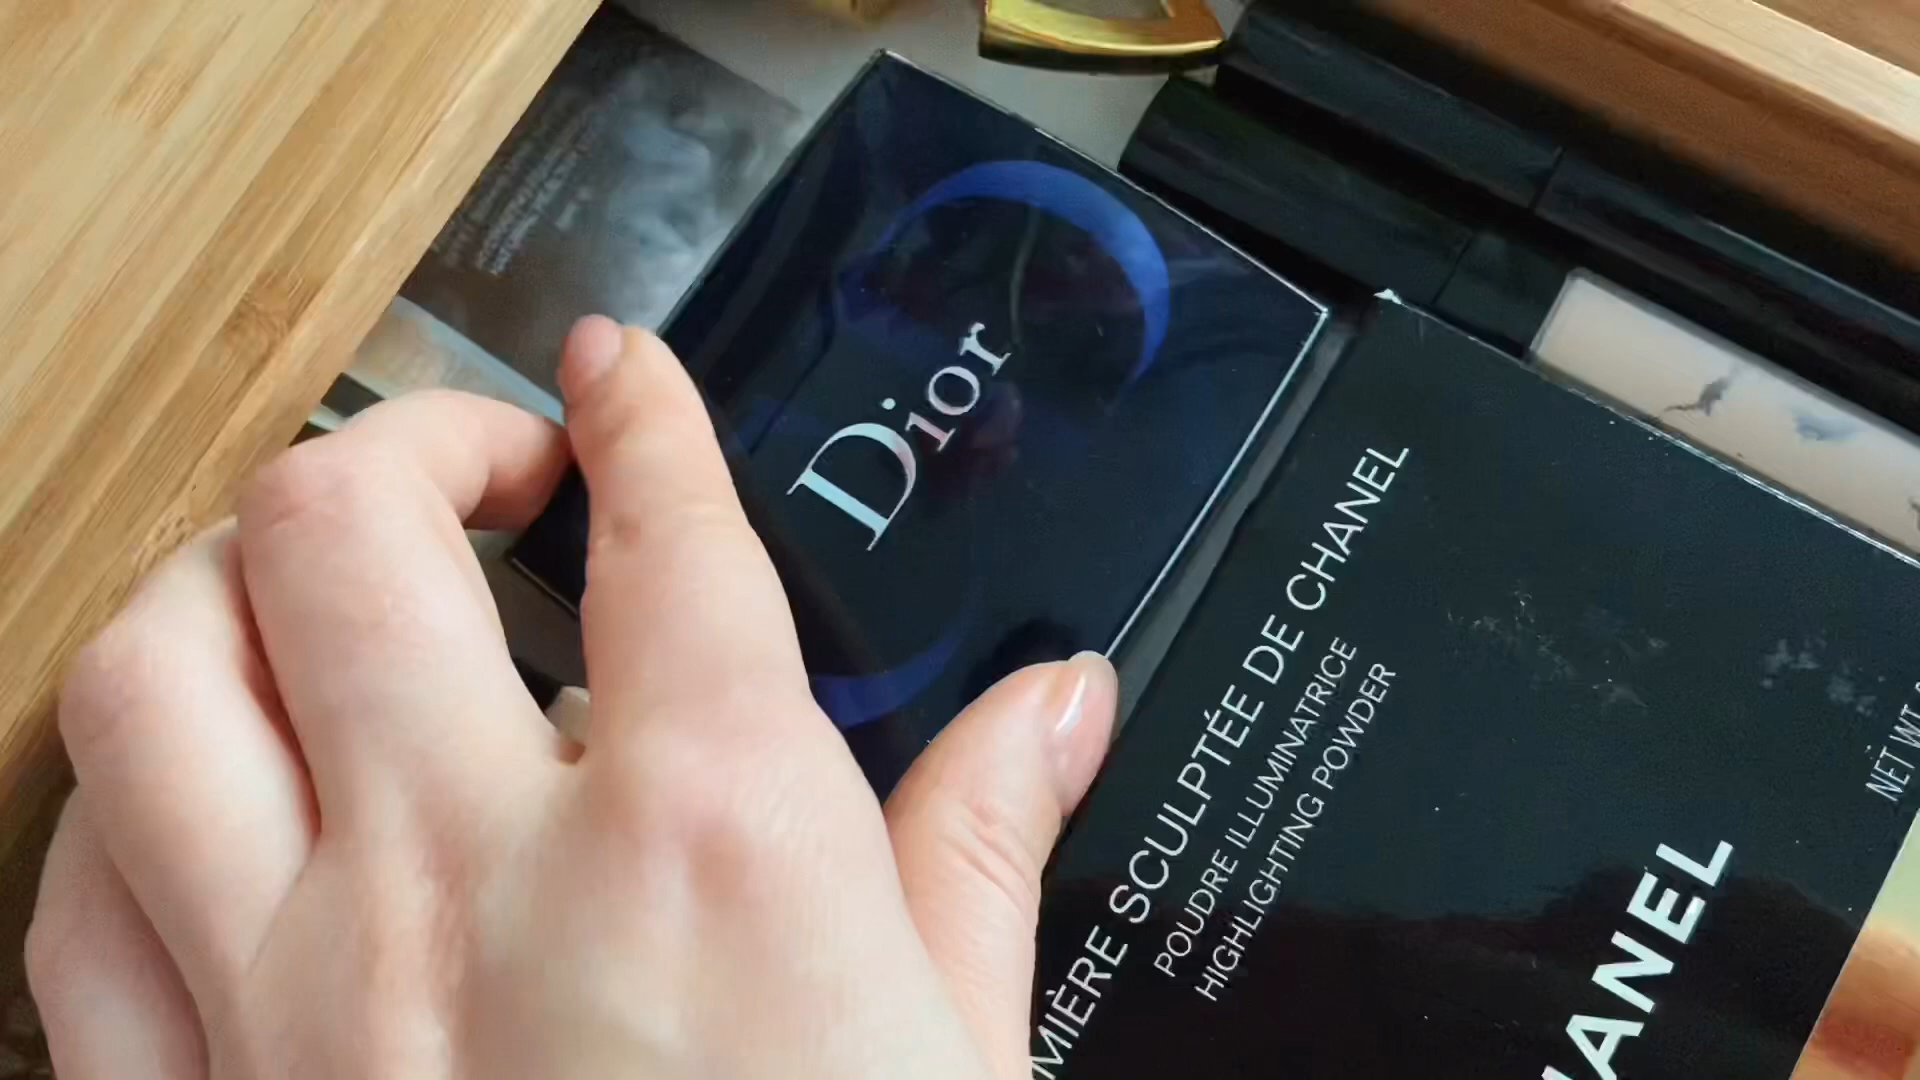 Dior
MIÈRE SCULPTÉE DE CHANEL
POUDRE ILLUMINATRICE
HIGHLIGHTING POWDER
HANEL
NET WT